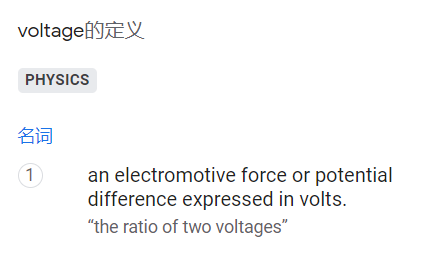 voltage的定义
PHYSICS
名词
1
an electromotive force or potential
difference expressed in volts.
“the ratio of two voltages”